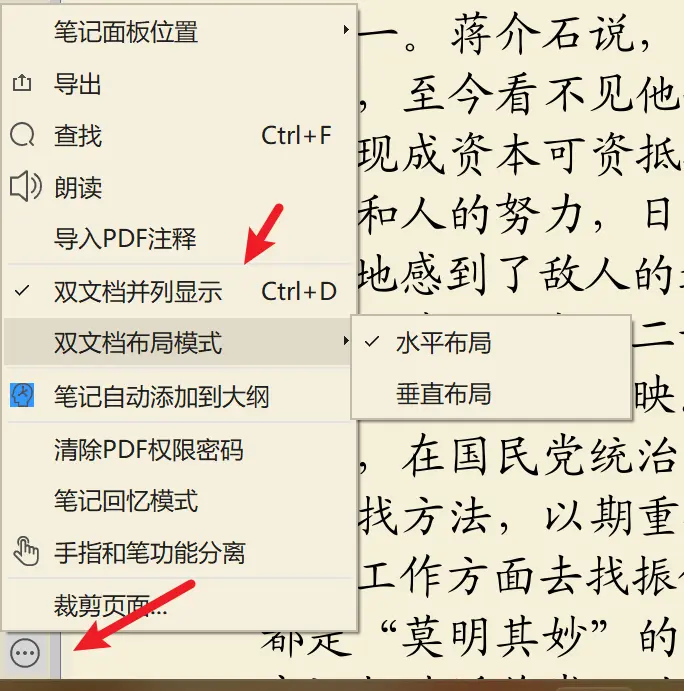 笔记面板位置
导出
查找 Ctrl+F
朗读
导入PDF注释
双文档并列显示 Ctrl+D
双文档布局模式
水平布局
垂直布局
笔记自动添加到大纲
清除PDF权限密码
笔记回忆模式
手指和笔功能分离
裁剪页面...
一。蒋介石说，
，至今看不见他
现成资本可资抵
和人的努力，日
地感到了敌人的
二
映
，在国民党统治
找方法，以期重
工作方面去找振
都是“莫明其妙”的